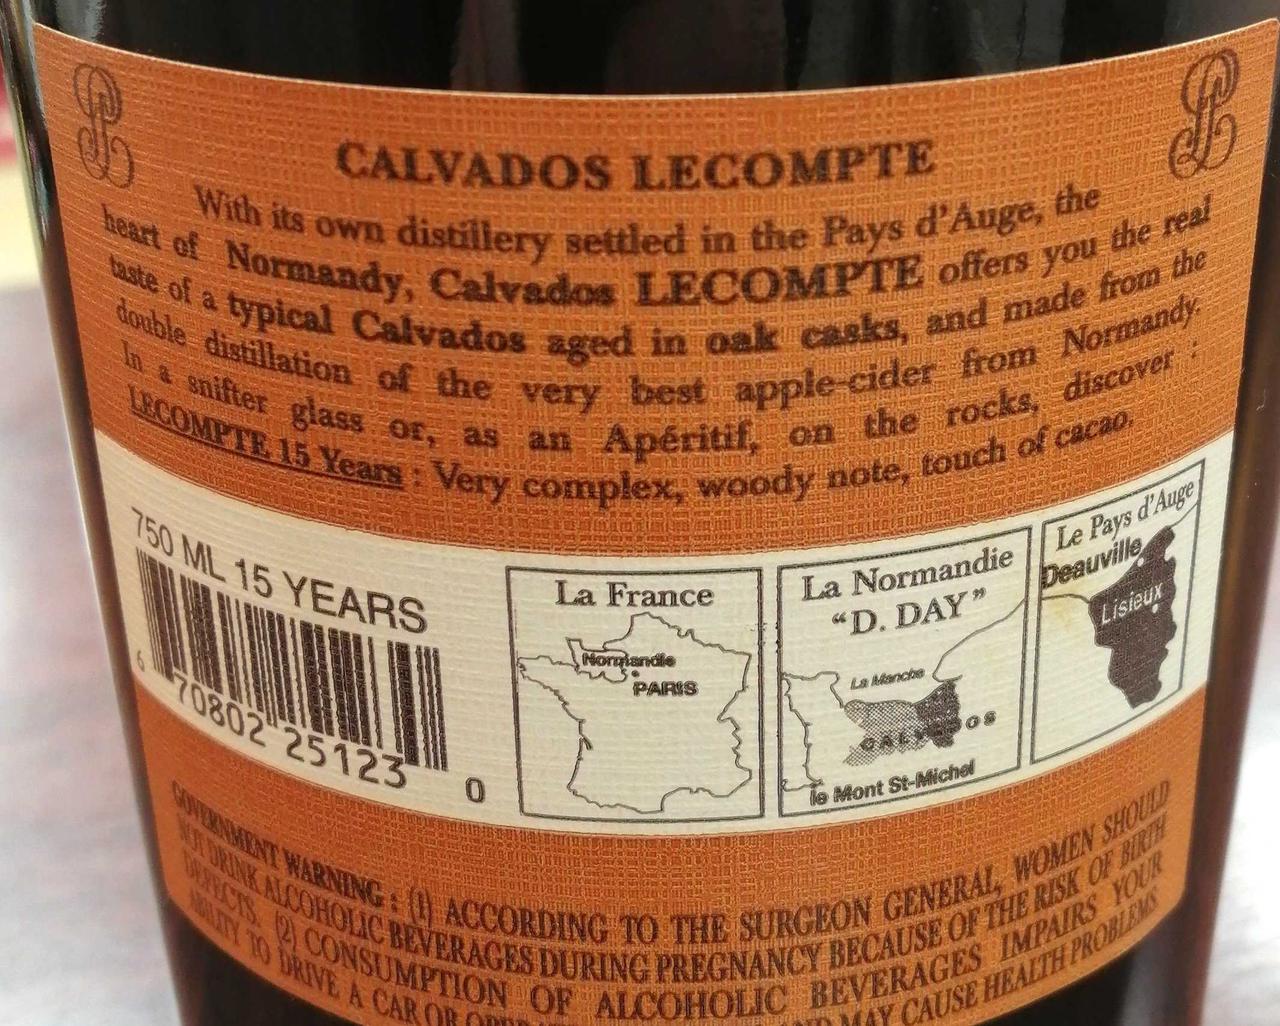 CALVADOS LECOMPTE
With its own distillery settled in the Pays d'Auge, the
heart of Normandy, Calvados LECOMPTE offers you the real
taste of a typical Calvados aged in oak casks, and made from the
double distillation of the very best apple-cider from Normandy.
In a snifter glass or, as an Apéritif, on the rocks, discover :
LECOMPTE 15 Years : Very complex, woody note, touch of cacao.
750 ML 15 YEARS
6 70802 25123 0
La France
Normandie
PARIS
La Normandie
"D. DAY"
La Manche
CALVADOS
le Mont St-Michel
Le Pays d'Auge
Deauville
Lisieux
GOVERNMENT WARNING : (1) ACCORDING TO THE SURGEON GENERAL, WOMEN SHOULD
NOT DRINK ALCOHOLIC BEVERAGES DURING PREGNANCY BECAUSE OF THE RISK OF BIRTH
DEFECTS. (2) CONSUMPTION OF ALCOHOLIC BEVERAGES IMPAIRS YOUR
ABILITY TO DRIVE A CAR OR MAY CAUSE HEALTH PROBLEMS